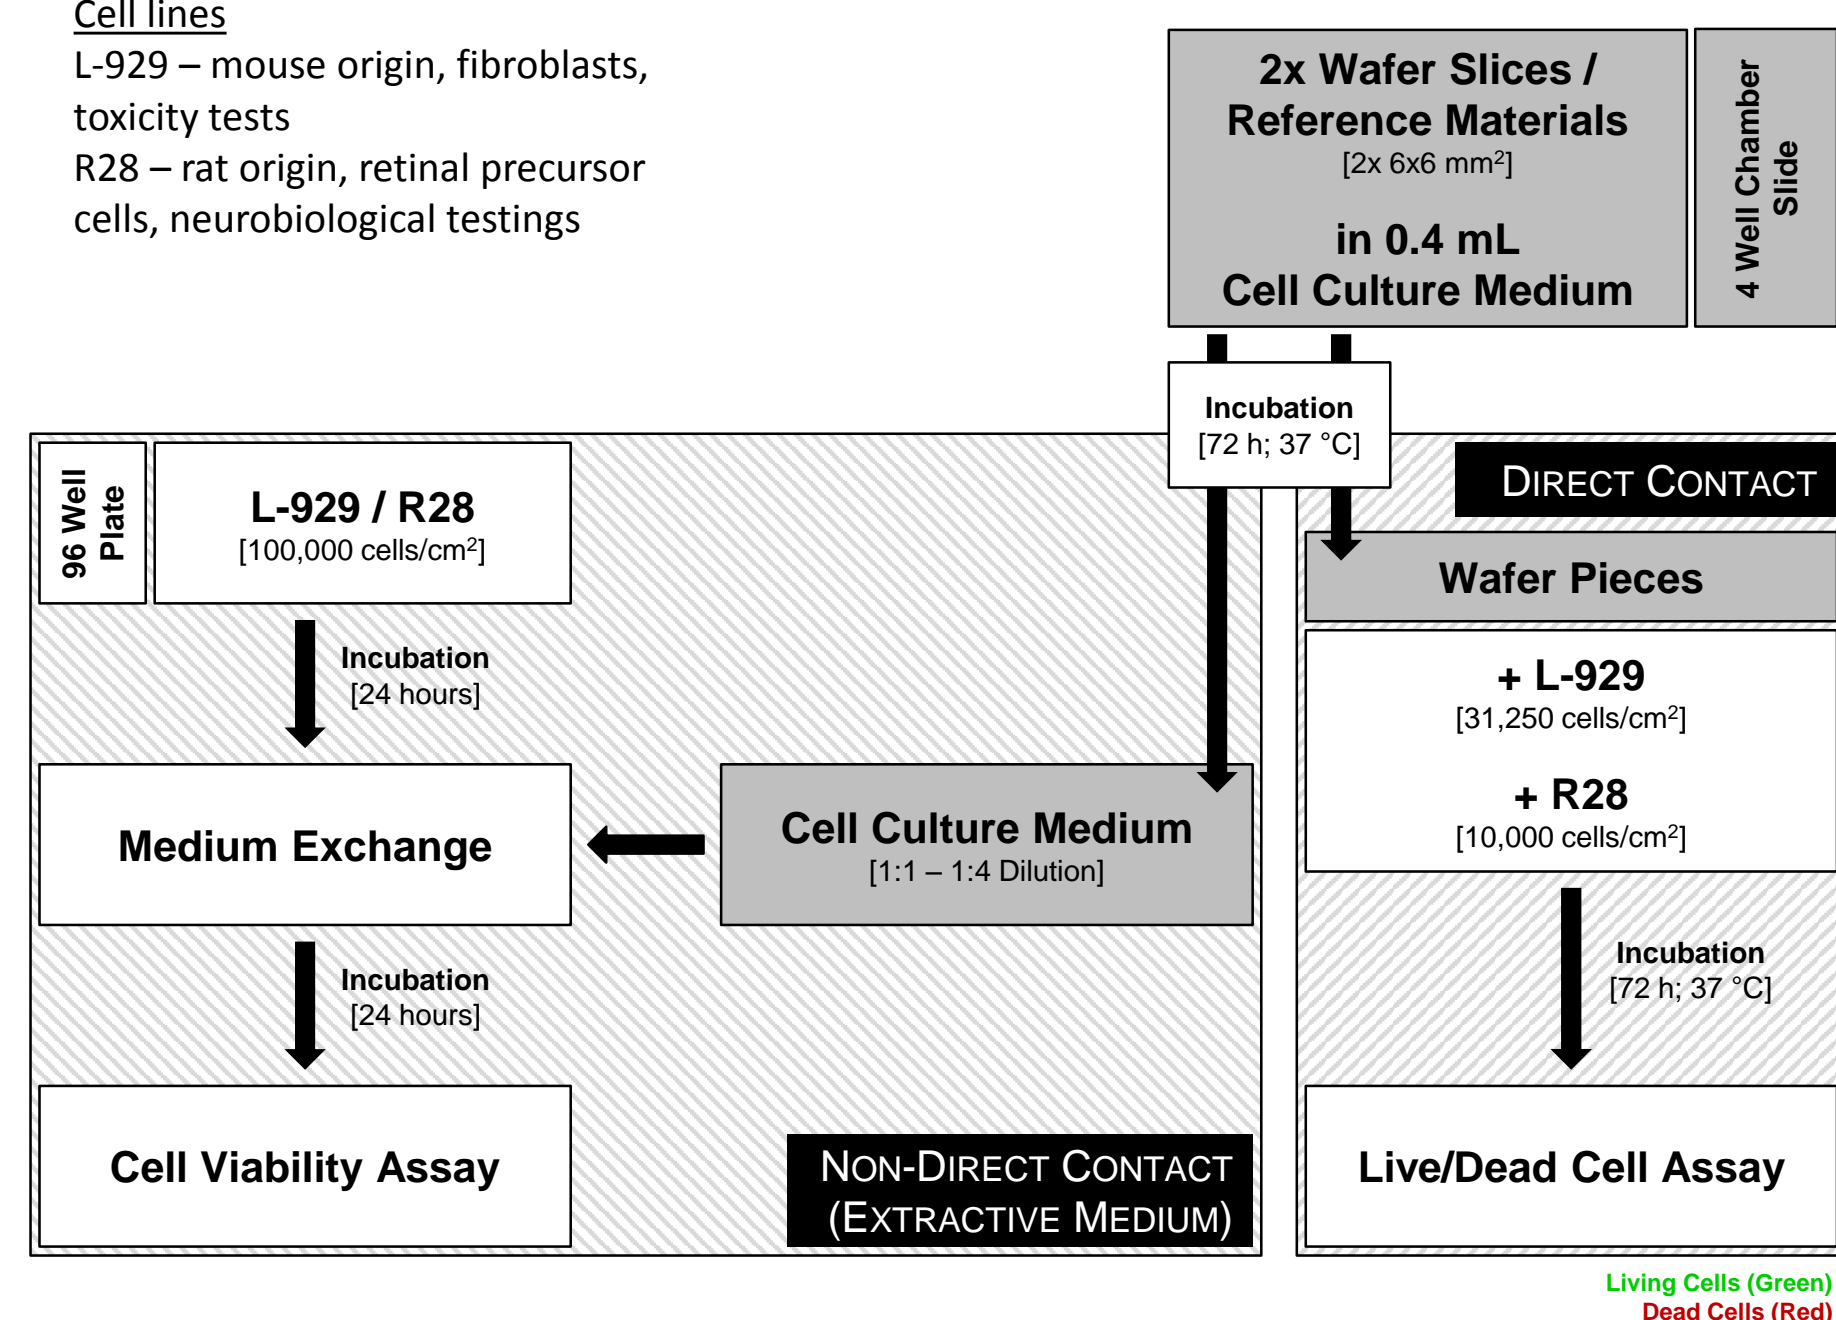 Cell lines
L-929 – mouse origin, fibroblasts,
toxicity tests
R28 – rat origin, retinal precursor
cells, neurobiological testings
2x Wafer Slices /
Reference Materials
[2x 6x6 mm²]
in 0.4 mL
Cell Culture Medium
4 Well Chamber
Slide
Incubation
[72 h; 37 °C]
96 Well
Plate
L-929 / R28
[100,000 cells/cm²]
Incubation
[24 hours]
Medium Exchange
Cell Culture Medium
[1:1 – 1:4 Dilution]
Incubation
[24 hours]
Cell Viability Assay
NON-DIRECT CONTACT
(EXTRACTIVE MEDIUM)
DIRECT CONTACT
Wafer Pieces
+ L-929
[31,250 cells/cm²]
+ R28
[10,000 cells/cm²]
Incubation
[72 h; 37 °C]
Live/Dead Cell Assay
Living Cells (Green)
Dead Cells (Red)